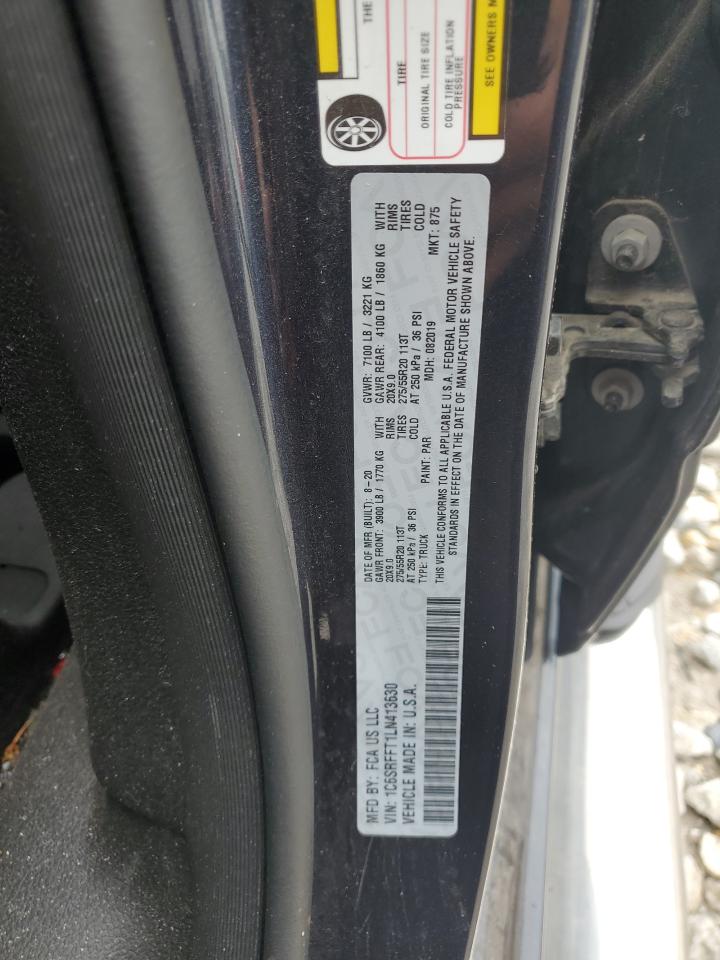 MFD BY: FCA US LLC
VIN: 1C6SRFFT1LN413630
VEHICLE MADE IN: U.S.A.
DATE OF MFR (BUILT): 8-20
GAWR FRONT: 3900 LB / 1770 KG WITH
20X9.0 RIMS
275/55R20 113T TIRES
AT 250 kPa / 36 PSI COLD
TYPE: TRUCK PAINT: PAR
GVWR: 7100 LB / 3221 KG
GAWR REAR: 4100 LB / 1860 KG WITH
20X9.0 RIMS
275/55R20 113T TIRES
AT 250 kPa / 36 PSI COLD
MDH: 082019 MKT: 875
THIS VEHICLE CONFORMS TO ALL APPLICABLE U.S.A. FEDERAL MOTOR VEHICLE SAFETY
STANDARDS IN EFFECT ON THE DATE OF MANUFACTURE SHOWN ABOVE.
THE
TIRE
ORIGINAL TIRE SIZE
COLD TIRE INFLATION
PRESSURE
SEE OWNERS M